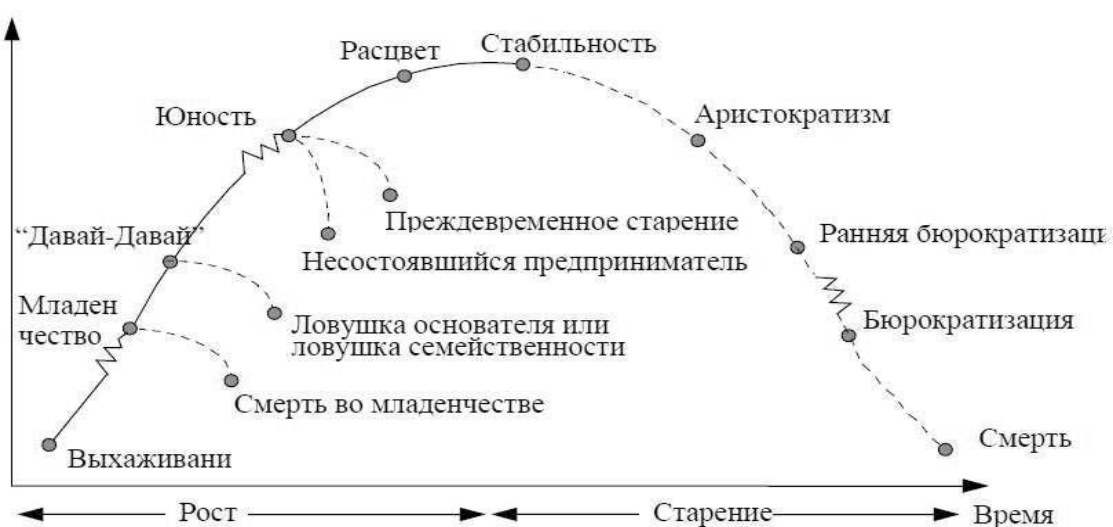 Стабильность
Расцвет
Юность
Аристократизм
Преждевременное старение
“Давай-Давай”
Несостоявшийся предприниматель
Ранняя бюрократизаци
Младен
чество
Ловушка основателя или
ловушка семейственности
Бюрократизация
Смерть во младенчестве
Выхаживани
Смерть
Рост
Старение
Время